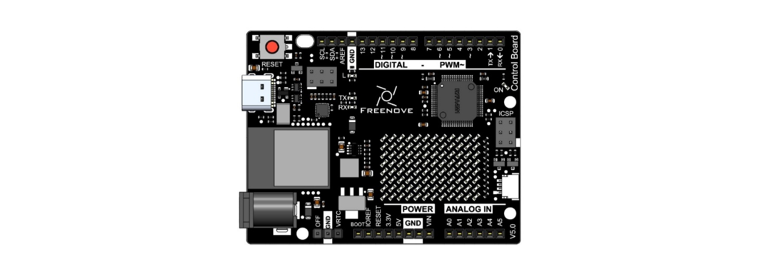 RESET
SCL
SDA
AREF
GND
13
12
~11
~10
~9
8
7
~6
~5
4
~3
2
TX→1
RX←0
DIGITAL - PWM~
Control Board
L
TX
RX
FREENOVE
ON
ICSP
POWER
ANALOG IN
OFF
GND
VRTC
BOOT
IOREF
RESET
3.3V
5V
GND
VIN
A0
A1
A2
A3
A4
A5
V5.0